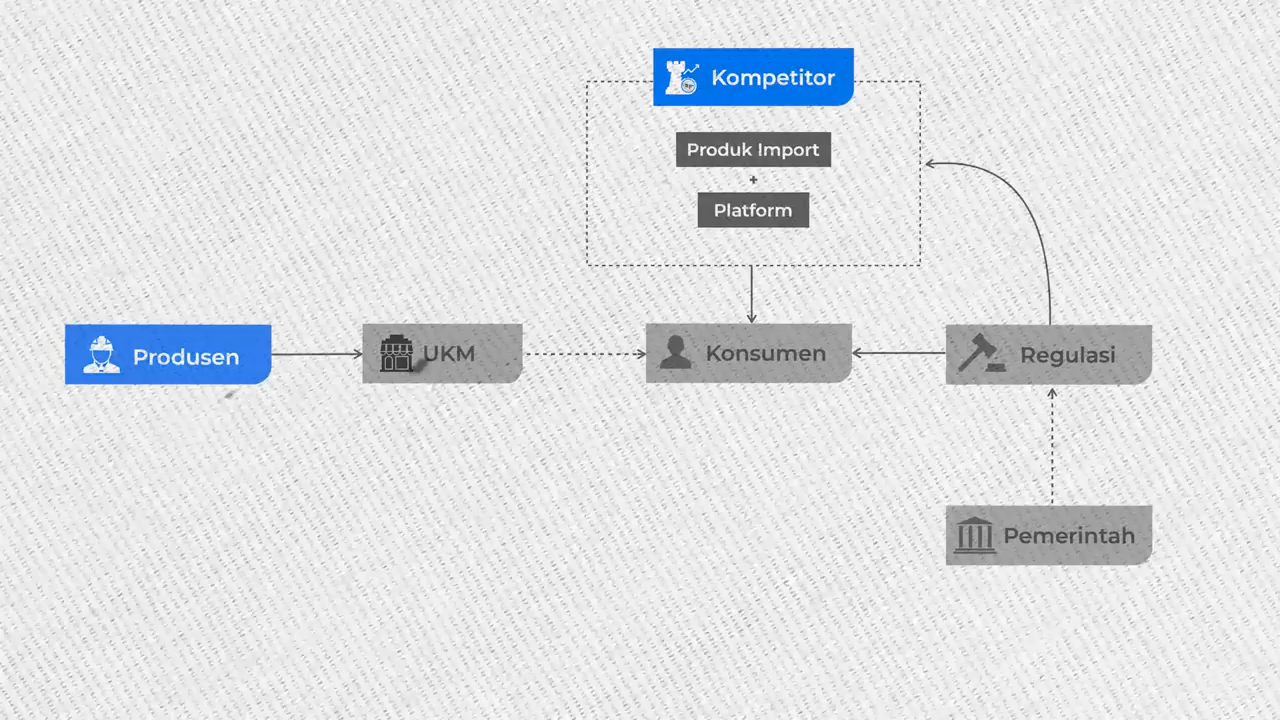 Kompetitor
Produk Import
+
Platform
Produsen
UKM
Konsumen
Regulasi
Pemerintah